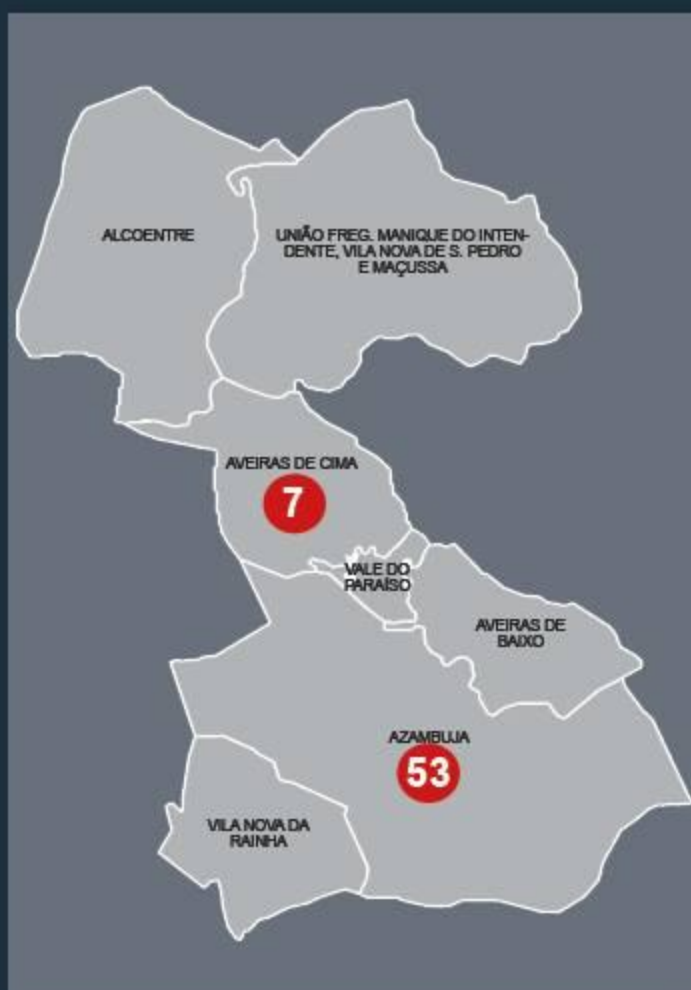 ALCOENTRE
UNIÃO FREG. MANIQUE DO INTEN-
DENTE, VILA NOVA DE S. PEDRO
E MAÇUSSA
AVEIRAS DE CIMA
7
VALE DO
PARAÍSO
AVEIRAS DE
BAIXO
AZAMBUJA
53
VILA NOVA DA
RAINHA